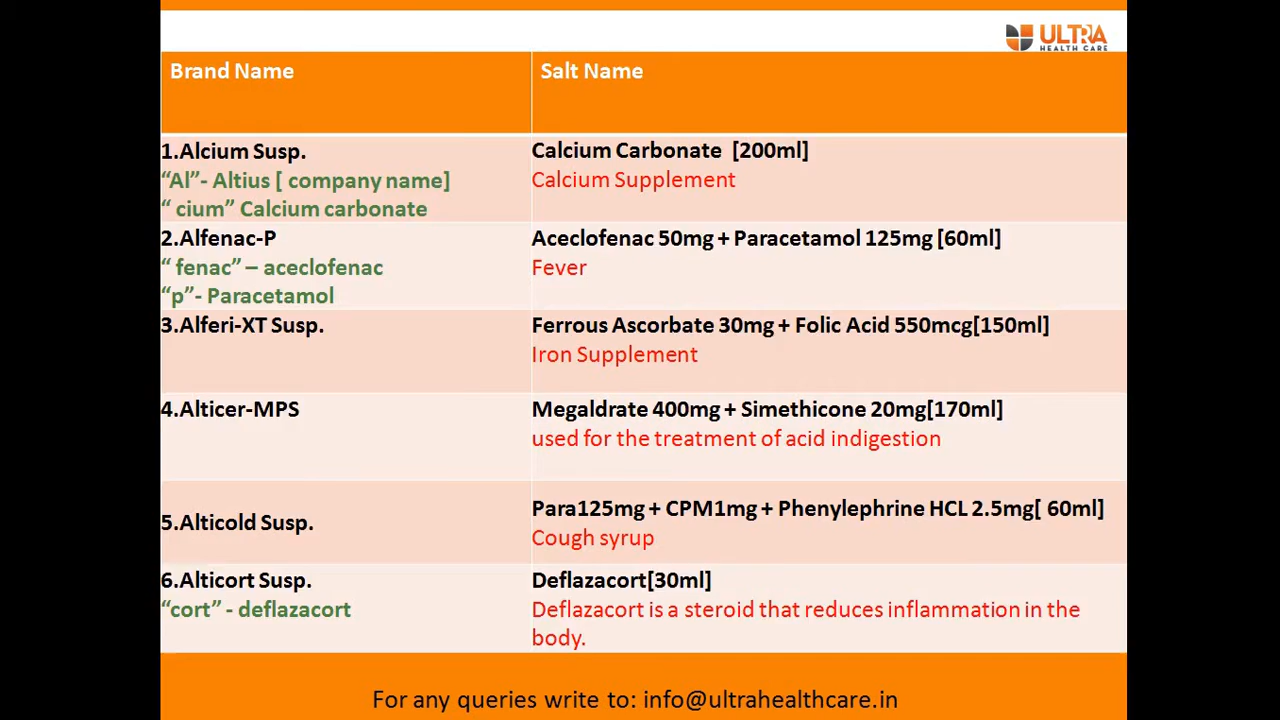 ULTRA
HEALTH CARE
Brand Name
Salt Name
1.Alcium Susp.
“Al”- Altius [ company name]
“ cium” Calcium carbonate
Calcium Carbonate  [200ml]
Calcium Supplement
2.Alfenac-P
“ fenac” – aceclofenac
“p”- Paracetamol
Aceclofenac 50mg + Paracetamol 125mg [60ml]
Fever
3.Alferi-XT Susp.
Ferrous Ascorbate 30mg + Folic Acid 550mcg[150ml]
Iron Supplement
4.Alticer-MPS
Megaldrate 400mg + Simethicone 20mg[170ml]
used for the treatment of acid indigestion
5.Alticold Susp.
Para125mg + CPM1mg + Phenylephrine HCL 2.5mg[ 60ml]
Cough syrup
6.Alticort Susp.
“cort” - deflazacort
Deflazacort[30ml]
Deflazacort is a steroid that reduces inflammation in the
body.
For any queries write to: info@ultrahealthcare.in